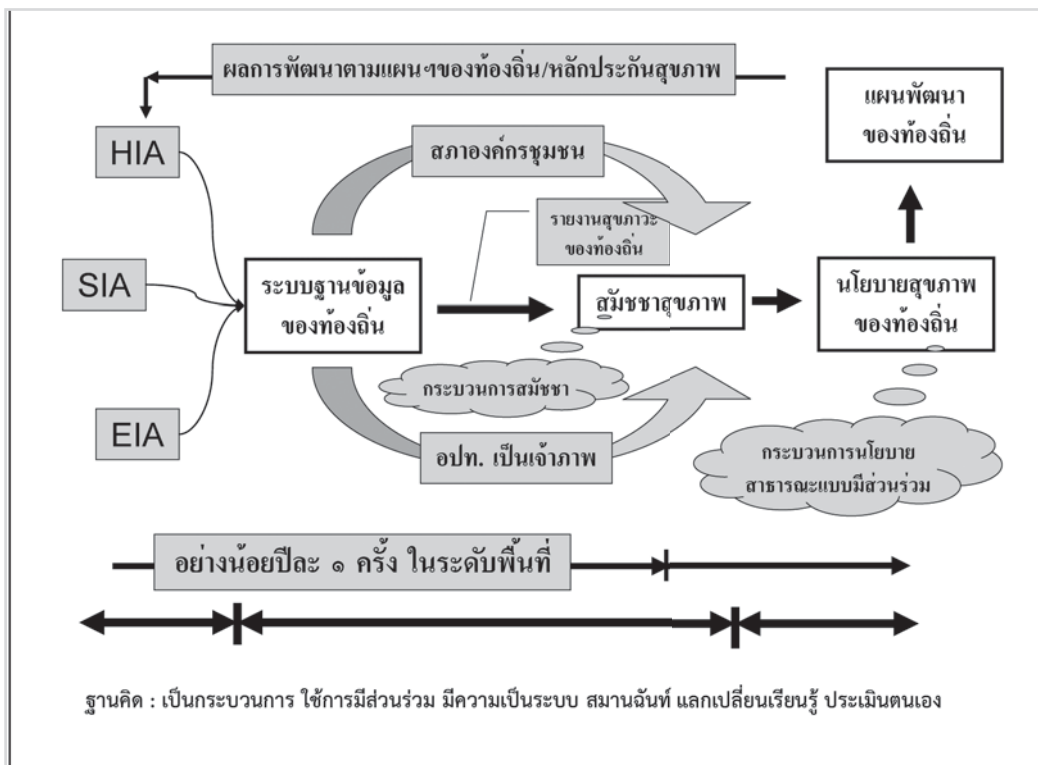 ผลการพัฒนาตามแผนฯของท้องถิ่น/หลักประกันสุขภาพ
แผนพัฒนา
ของท้องถิ่น
HIA
สภาองค์กรชุมชน
รายงานสุขภาวะ
ของท้องถิ่น
SIA
ระบบฐานข้อมูล
ของท้องถิ่น
สมัชชาสุขภาพ
นโยบายสุขภาพ
ของท้องถิ่น
กระบวนการสมัชชา
EIA
อปท. เป็นเจ้าภาพ
กระบวนการนโยบาย
สาธารณะแบบมีส่วนร่วม
อย่างน้อยปีละ ๑ ครั้ง ในระดับพื้นที่
ฐานคิด : เป็นกระบวนการ ใช้การมีส่วนร่วม มีความเป็นระบบ สมานฉันท์ แลกเปลี่ยนเรียนรู้ ประเมินตนเอง